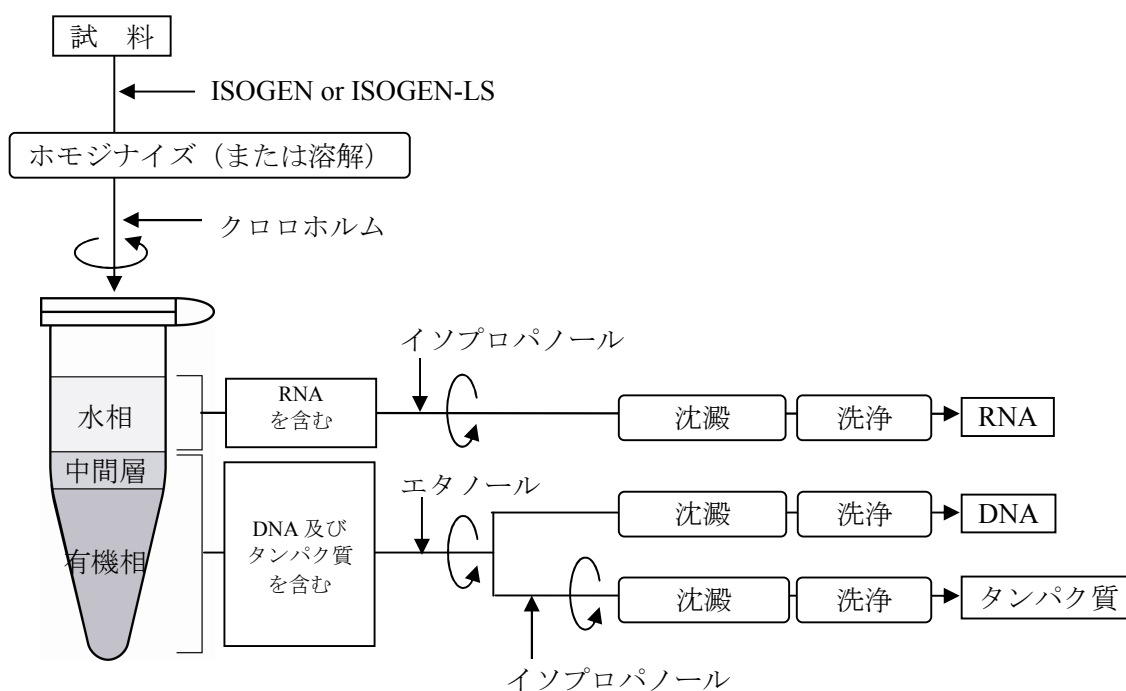 試　料
ISOGEN or ISOGEN-LS
ホモジナイズ（または溶解）
クロロホルム
イソプロパノール
水相
RNA
を含む
沈澱
洗浄
RNA
中間層
エタノール
有機相
DNA 及び
タンパク質
を含む
沈澱
洗浄
DNA
沈澱
洗浄
タンパク質
イソプロパノール